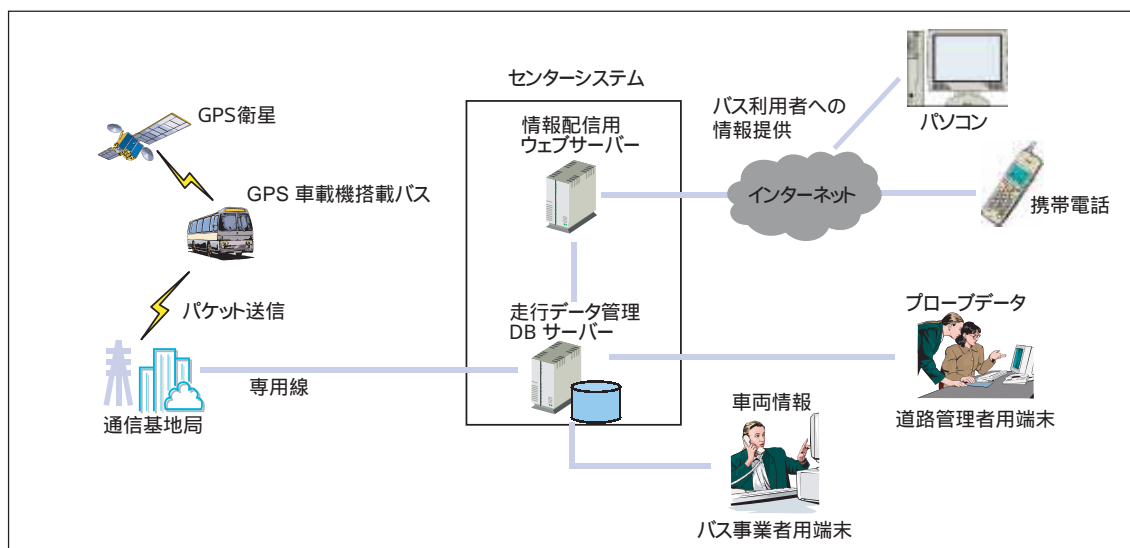 センターシステム
GPS衛星
GPS 車載機搭載バス
パケット送信
通信基地局
専用線
情報配信用
ウェブサーバー
走行データ管理
DB サーバー
バス利用者への
情報提供
インターネット
パソコン
携帯電話
プローブデータ
道路管理者用端末
車両情報
バス事業者用端末